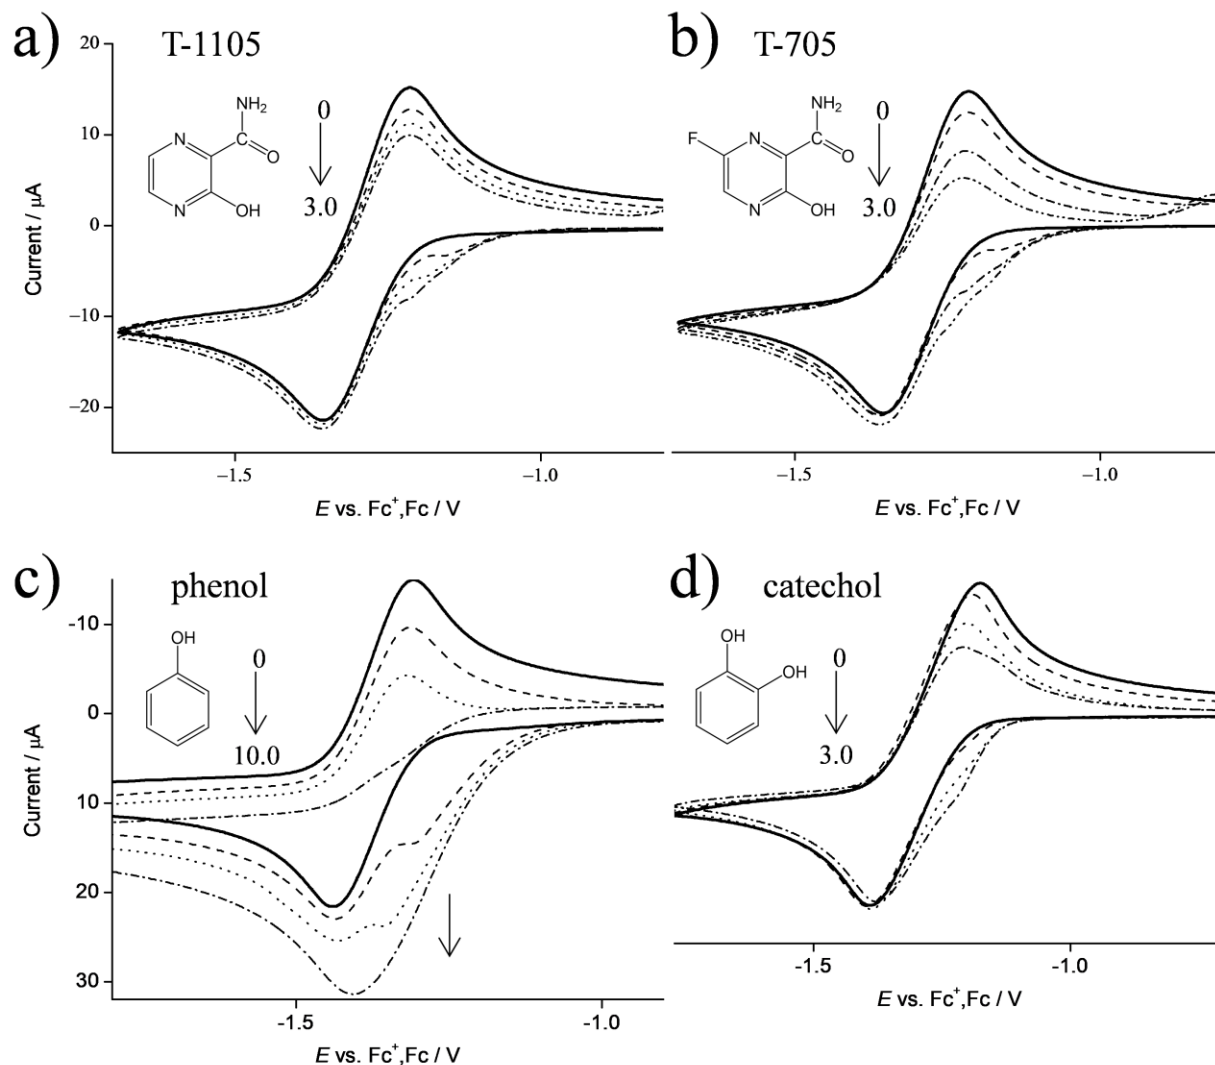 a) T-1105
20
10
0
−10
−20
Current / μA
N
N
NH2
C
O
OH
0
3.0
−1.5
−1.0
E vs. Fc+,Fc / V
b) T-705
F
N
N
NH2
C
O
OH
0
3.0
−1.5
−1.0
E vs. Fc+,Fc / V
c) phenol
-10
0
10
20
30
Current / μA
OH
0
10.0
-1.5
-1.0
E vs. Fc+,Fc / V
d) catechol
OH
OH
0
3.0
-1.5
-1.0
E vs. Fc+,Fc / V